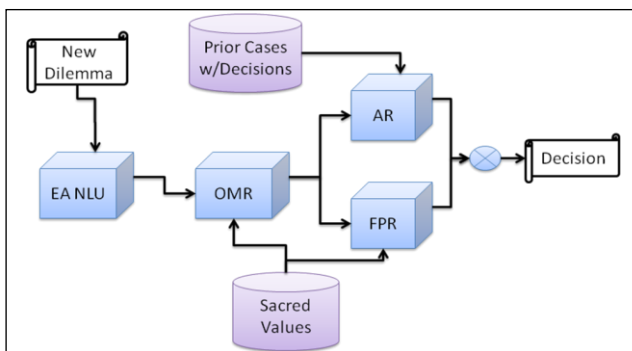 New
Dilemma
Prior Cases
w/Decisions
AR
EA NLU
OMR
FPR
Decision
Sacred
Values